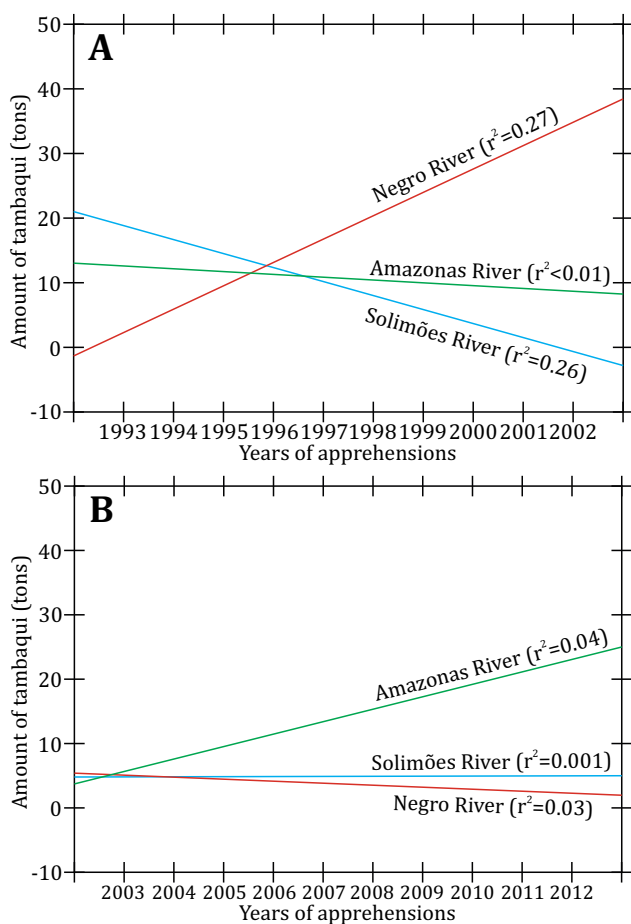 A
50
40
30
20
10
0
-10
Amount of tambaqui (tons)
Negro River (r²=0.27)
Amazonas River (r²<0.01)
Solimões River (r²=0.26)
1993 1994 1995 1996 1997 1998 1999 2000 2001 2002
Years of apprehensions
B
50
40
30
20
10
0
-10
Amount of tambaqui (tons)
Amazonas River (r²=0.04)
Solimões River (r²=0.001)
Negro River (r²=0.03)
2003 2004 2005 2006 2007 2008 2009 2010 2011 2012
Years of apprehensions